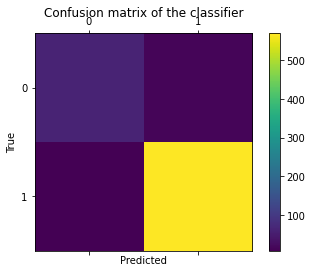 Confusion matrix of the classifier
0 1
0
1
True
Predicted
500
400
300
200
100